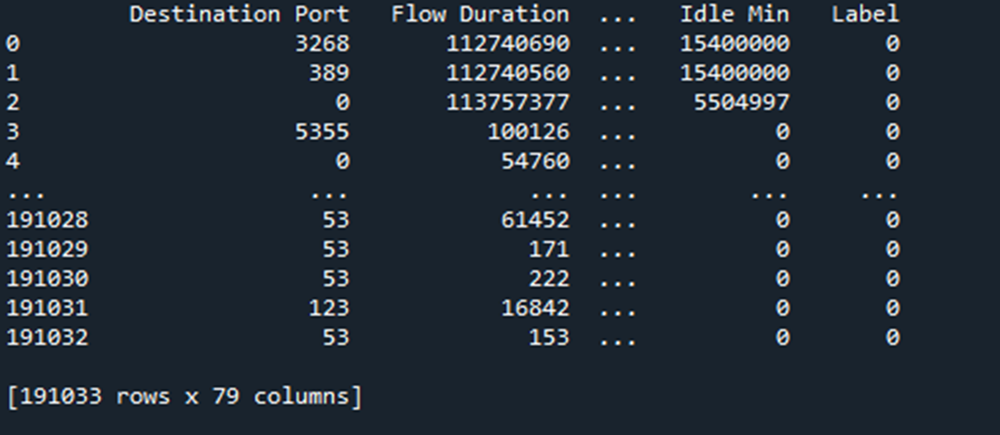 Destination Port Flow Duration ... Idle Min Label
0 3268 112740690 ... 15400000 0
1 389 112740560 ... 15400000 0
2 0 113757377 ... 5504997 0
3 5355 100126 ... 0 0
4 0 54760 ... 0 0
... ... ... ... ... ...
191028 53 61452 ... 0 0
191029 53 171 ... 0 0
191030 53 222 ... 0 0
191031 123 16842 ... 0 0
191032 53 153 ... 0 0
[191033 rows x 79 columns]